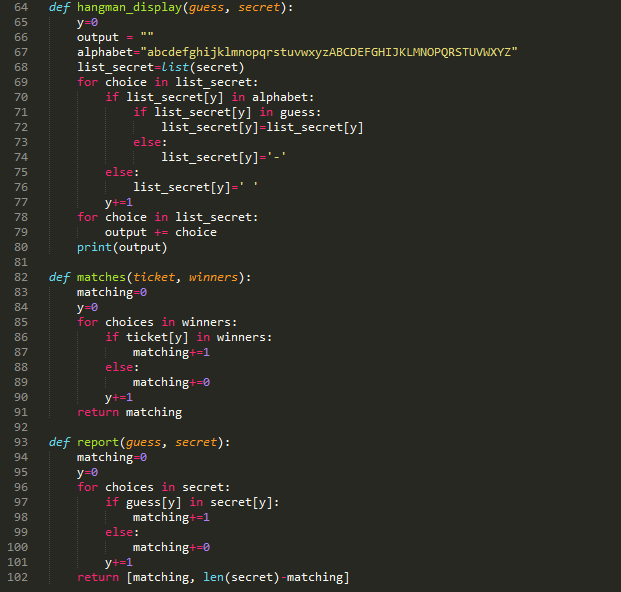 64 def hangman_display(guess, secret):
65     y=0
66     output = ""
67     alphabet="abcdefghijklmnopqrstuvwxyzABCDEFGHIJKLMNOPQRSTUVWXYZ"
68     list_secret=list(secret)
69     for choice in list_secret:
70         if list_secret[y] in alphabet:
71             if list_secret[y] in guess:
72                 list_secret[y]=list_secret[y]
73             else:
74                 list_secret[y]='-'
75         else:
76             list_secret[y]=' '
77         y+=1
78     for choice in list_secret:
79         output += choice
80     print(output)
81
82 def matches(ticket, winners):
83     matching=0
84     y=0
85     for choices in winners:
86         if ticket[y] in winners:
87             matching+=1
88         else:
89             matching+=0
90         y+=1
91     return matching
92
93 def report(guess, secret):
94     matching=0
95     y=0
96     for choices in secret:
97         if guess[y] in secret[y]:
98             matching+=1
99         else:
100             matching+=0
101         y+=1
102     return [matching, len(secret)-matching]